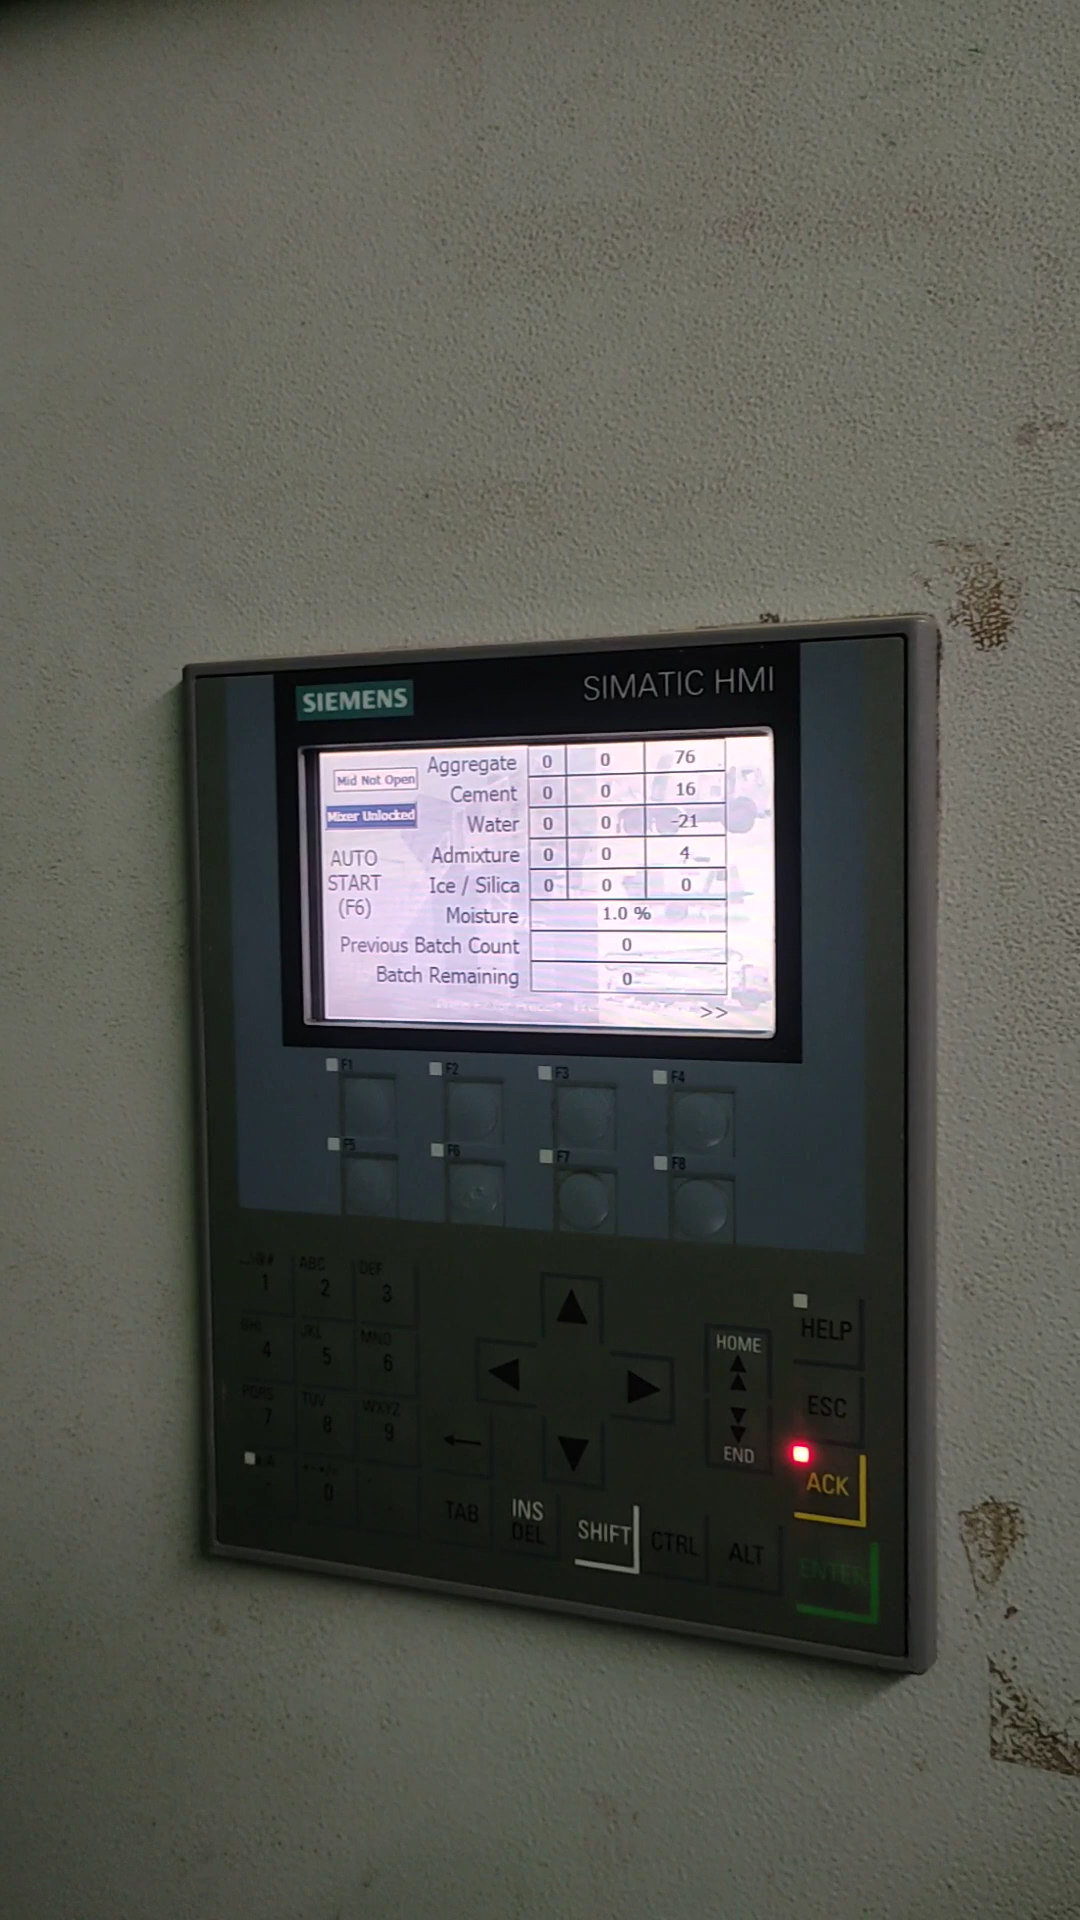 SIEMENS
SIMATIC HMI
Mid Not Open
Mixer Unlocked
AUTO
START
(F6)
Aggregate 0 0 76
Cement 0 0 16
Water 0 0 -21
Admixture 0 0 4
Ice / Silica 0 0 0
Moisture 1.0 %
Previous Batch Count 0
Batch Remaining 0
>>
F1 F2 F3 F4
F5 F6 F7 F8
1 ABC 2 DEF 3
GHI 4 JKL 5 MNO 6
PQRS 7 TUV 8 WXYZ 9
0
HOME
END
HELP
ESC
ACK
TAB
INS
DEL
SHIFT
CTRL
ALT
ENTER